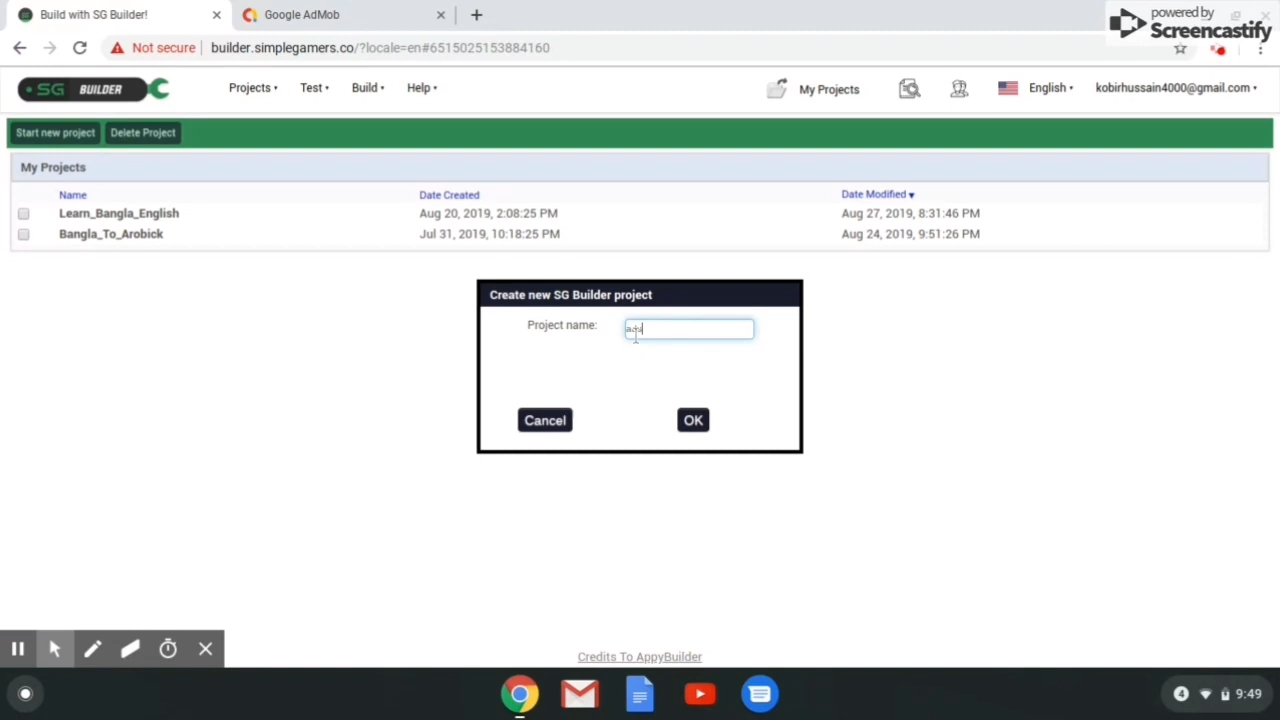 Build with SG Builder!
Google AdMob
powered by
Screencastify
Not secure
builder.simplegamers.co/?locale=en#6515025153884160
SG BUILDER
Projects
Test
Build
Help
My Projects
English
kobirhussain4000@gmail.com
Start new project
Delete Project
My Projects
Name
Date Created
Date Modified
Learn_Bangla_English
Aug 20, 2019, 2:08:25 PM
Aug 27, 2019, 8:31:46 PM
Bangla_To_Arobick
Jul 31, 2019, 10:18:25 PM
Aug 24, 2019, 9:51:26 PM
Create new SG Builder project
Project name:
Cancel
OK
Credits To AppyBuilder
4
9:49